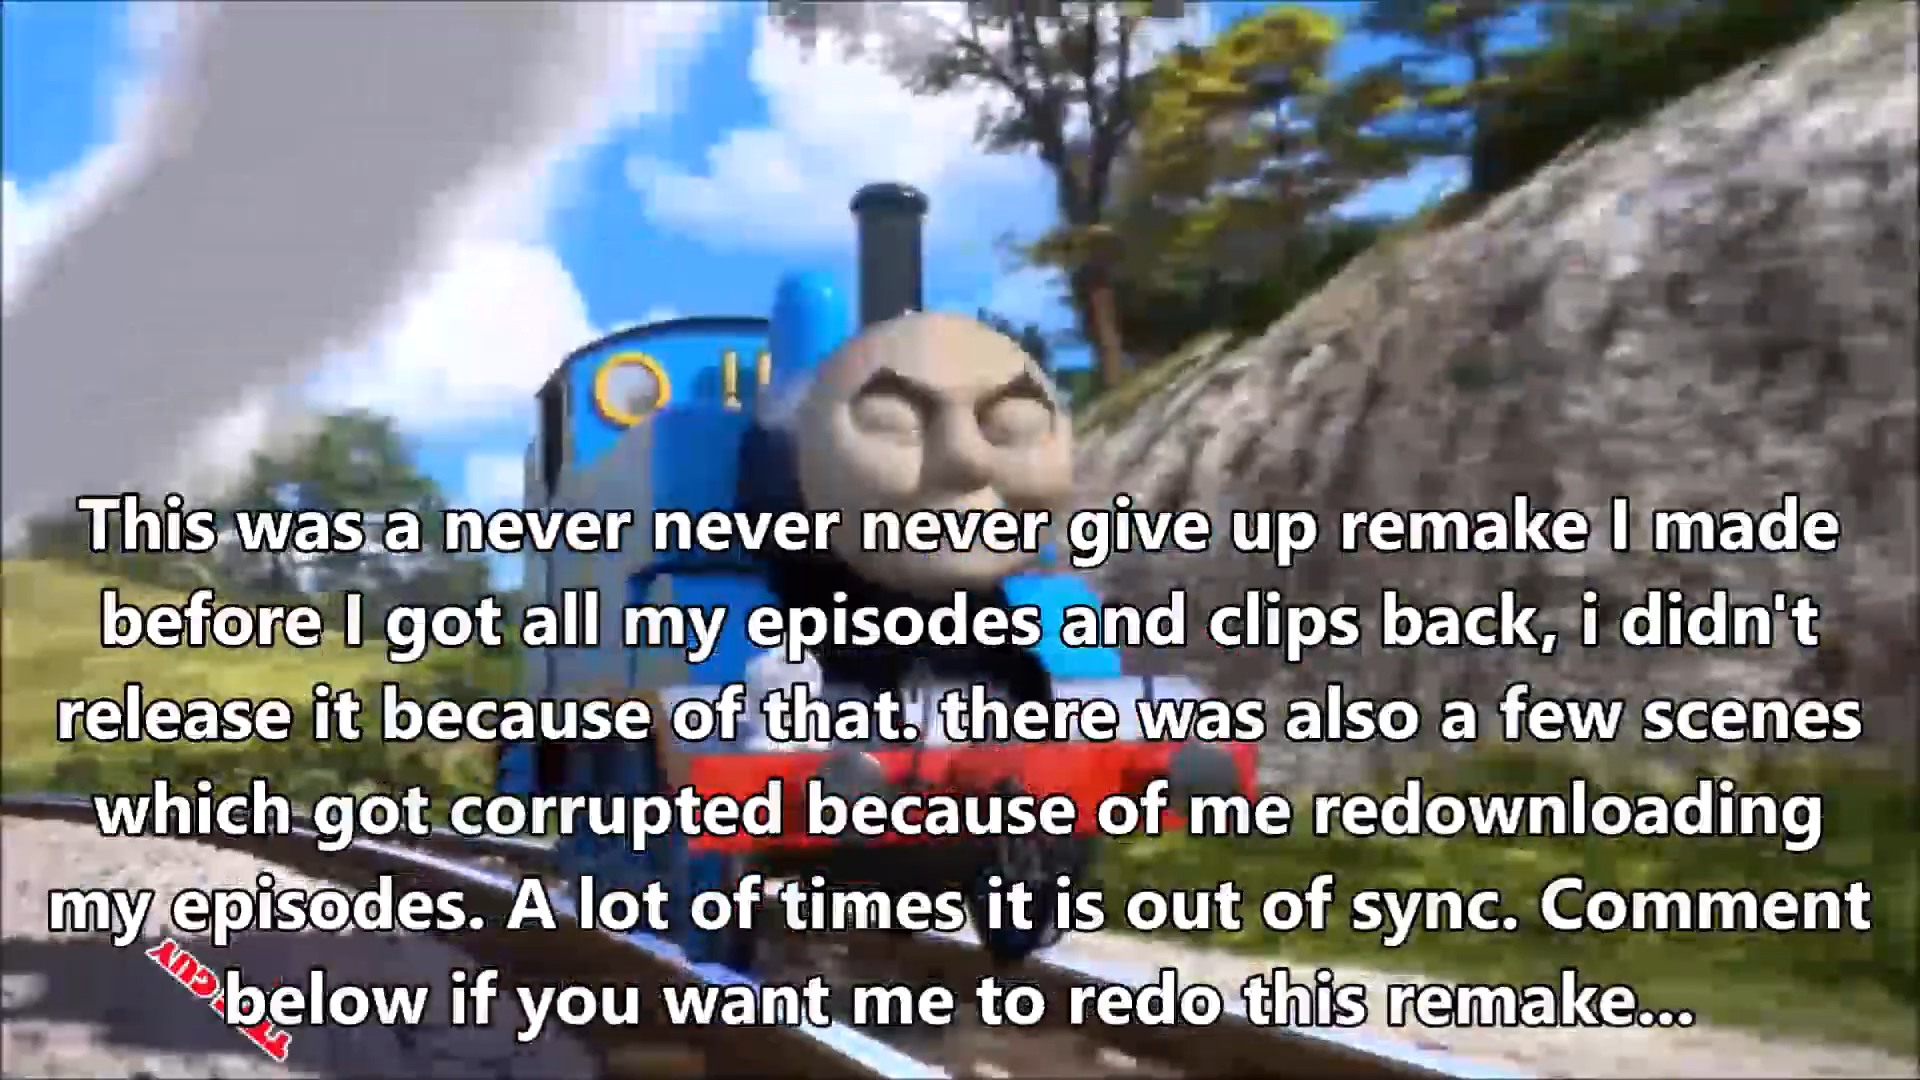 This was a never never never give up remake I made
before I got all my episodes and clips back, i didn't
release it because of that. there was also a few scenes
which got corrupted because of me redownloading
my episodes. A lot of times it is out of sync. Comment
below if you want me to redo this remake...